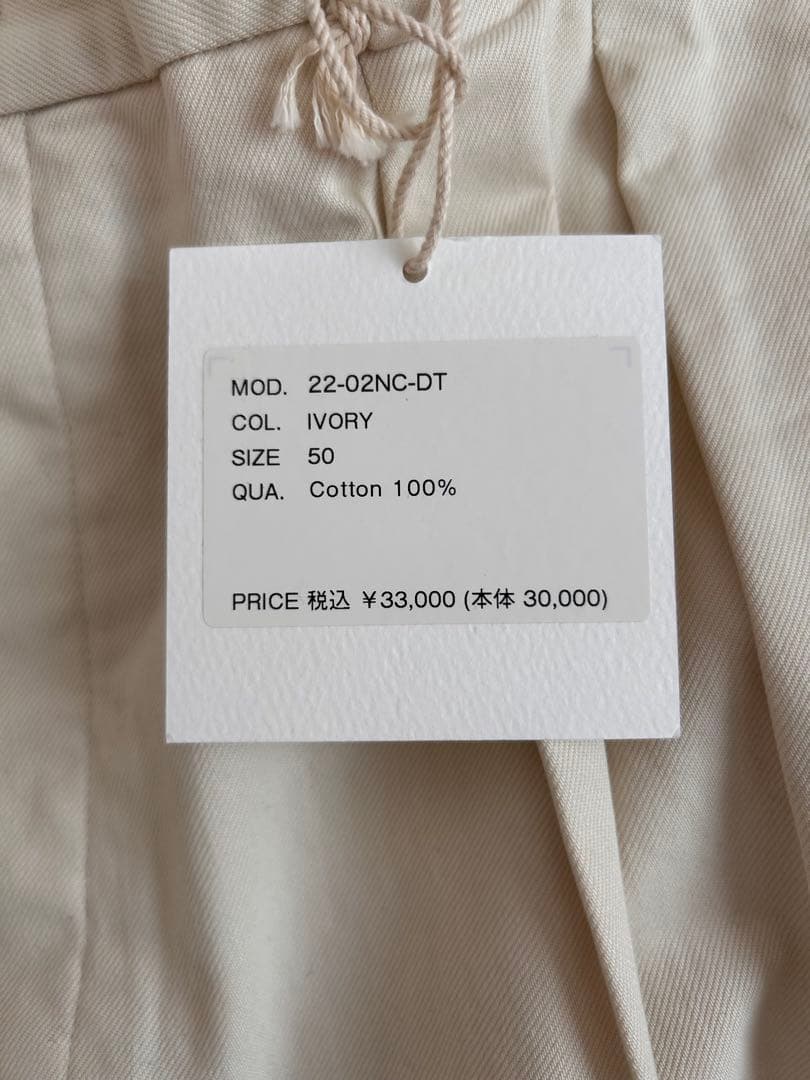 MOD. 22-02NC-DT
COL. IVORY
SIZE 50
QUA. Cotton 100%
PRICE 税込 ¥33,000 (本体 30,000)